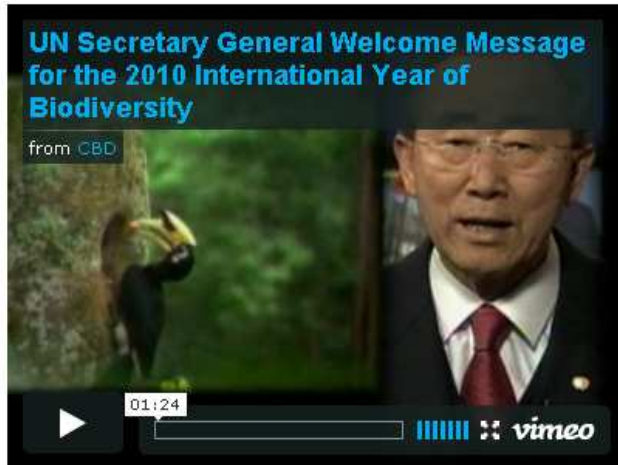 UN Secretary General Welcome Message
for the 2010 International Year of
Biodiversity
from CBD
01:24
vimeo